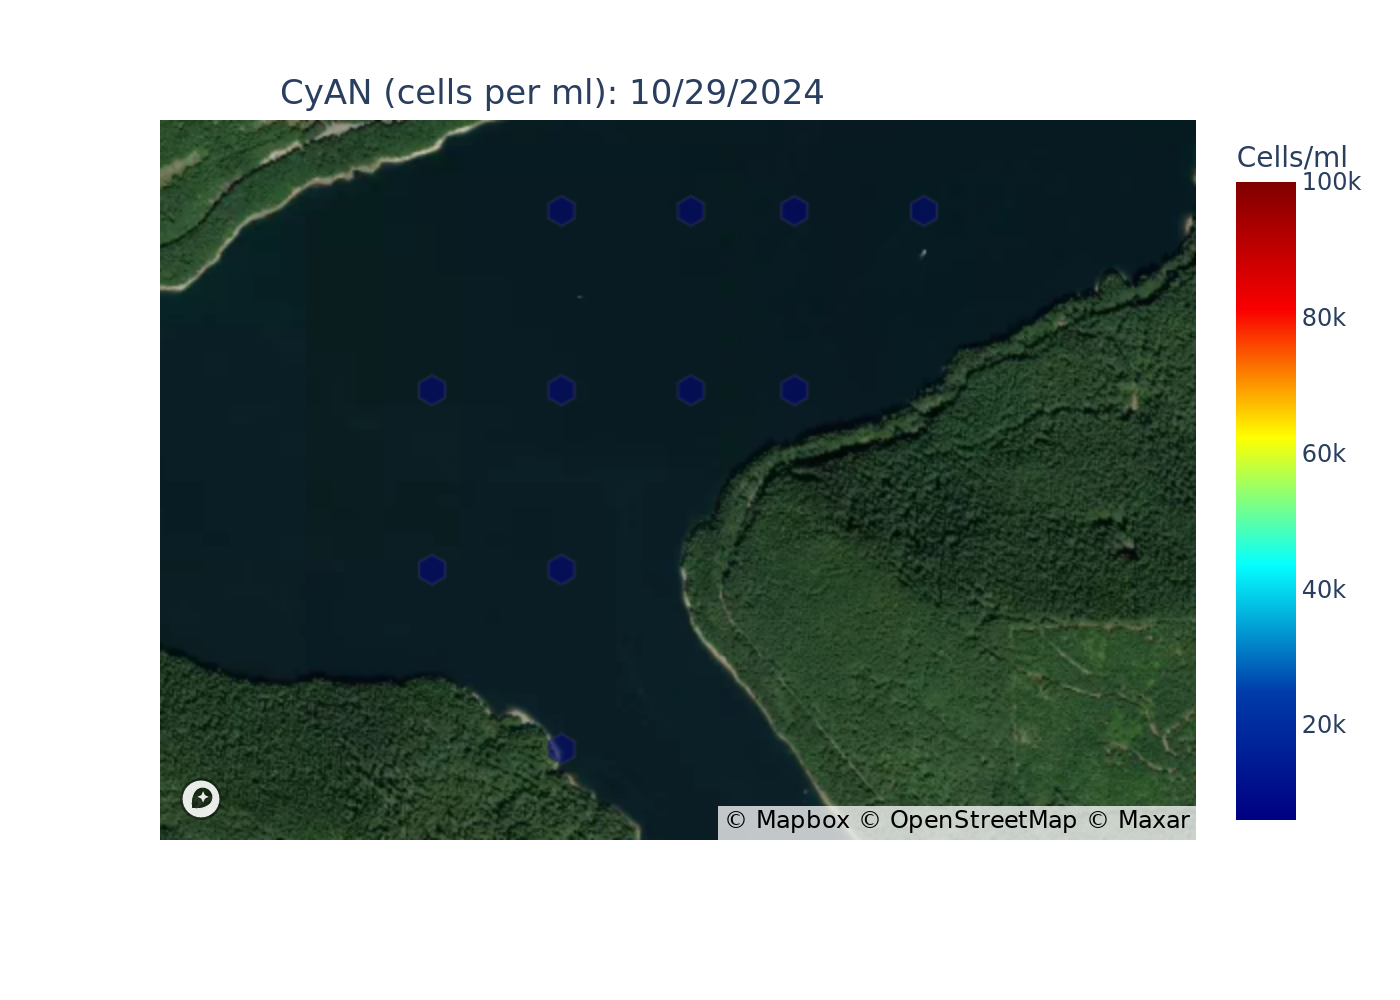 CyAN (cells per ml): 10/29/2024
Cells/ml
100k
80k
60k
40k
20k
© Mapbox © OpenStreetMap © Maxar